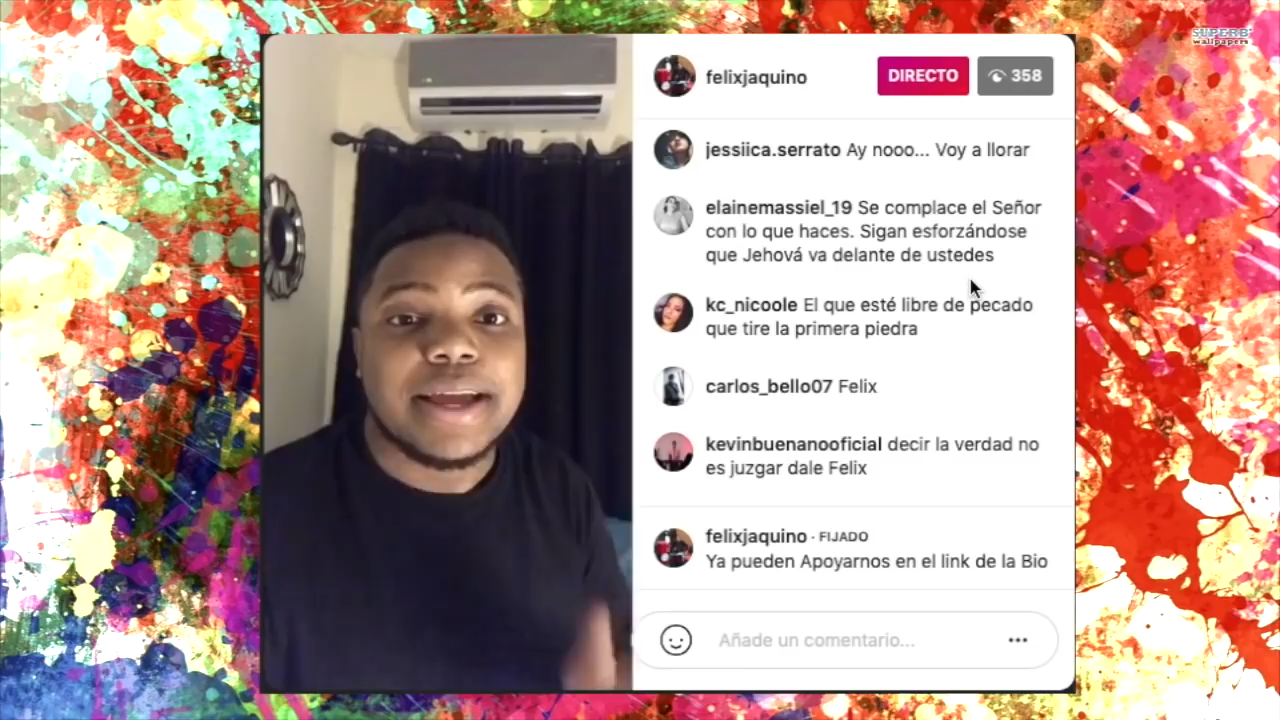 SUPERB
wallpapers
felixjaquino DIRECTO 358
jessiica.serrato Ay nooo... Voy a llorar
elainemassiel_19 Se complace el Señor
con lo que haces. Sigan esforzándose
que Jehová va delante de ustedes
kc_nicoole El que esté libre de pecado
que tire la primera piedra
carlos_bello07 Felix
kevinbuenanooficial decir la verdad no
es juzgar dale Felix
felixjaquino · FIJADO
Ya pueden Apoyarnos en el link de la Bio
Añade un comentario...